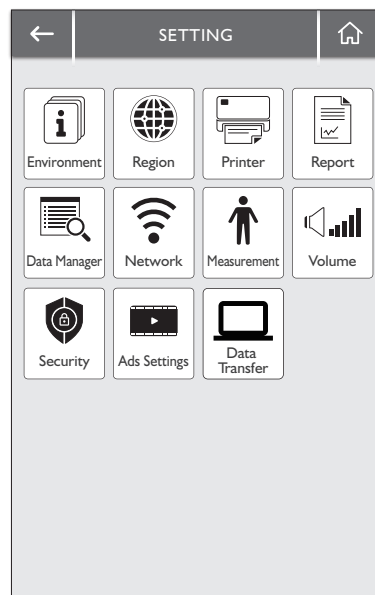 SETTING
Environment
Region
Printer
Report
Data Manager
Network
Measurement
Volume
Security
Ads Settings
Data
Transfer